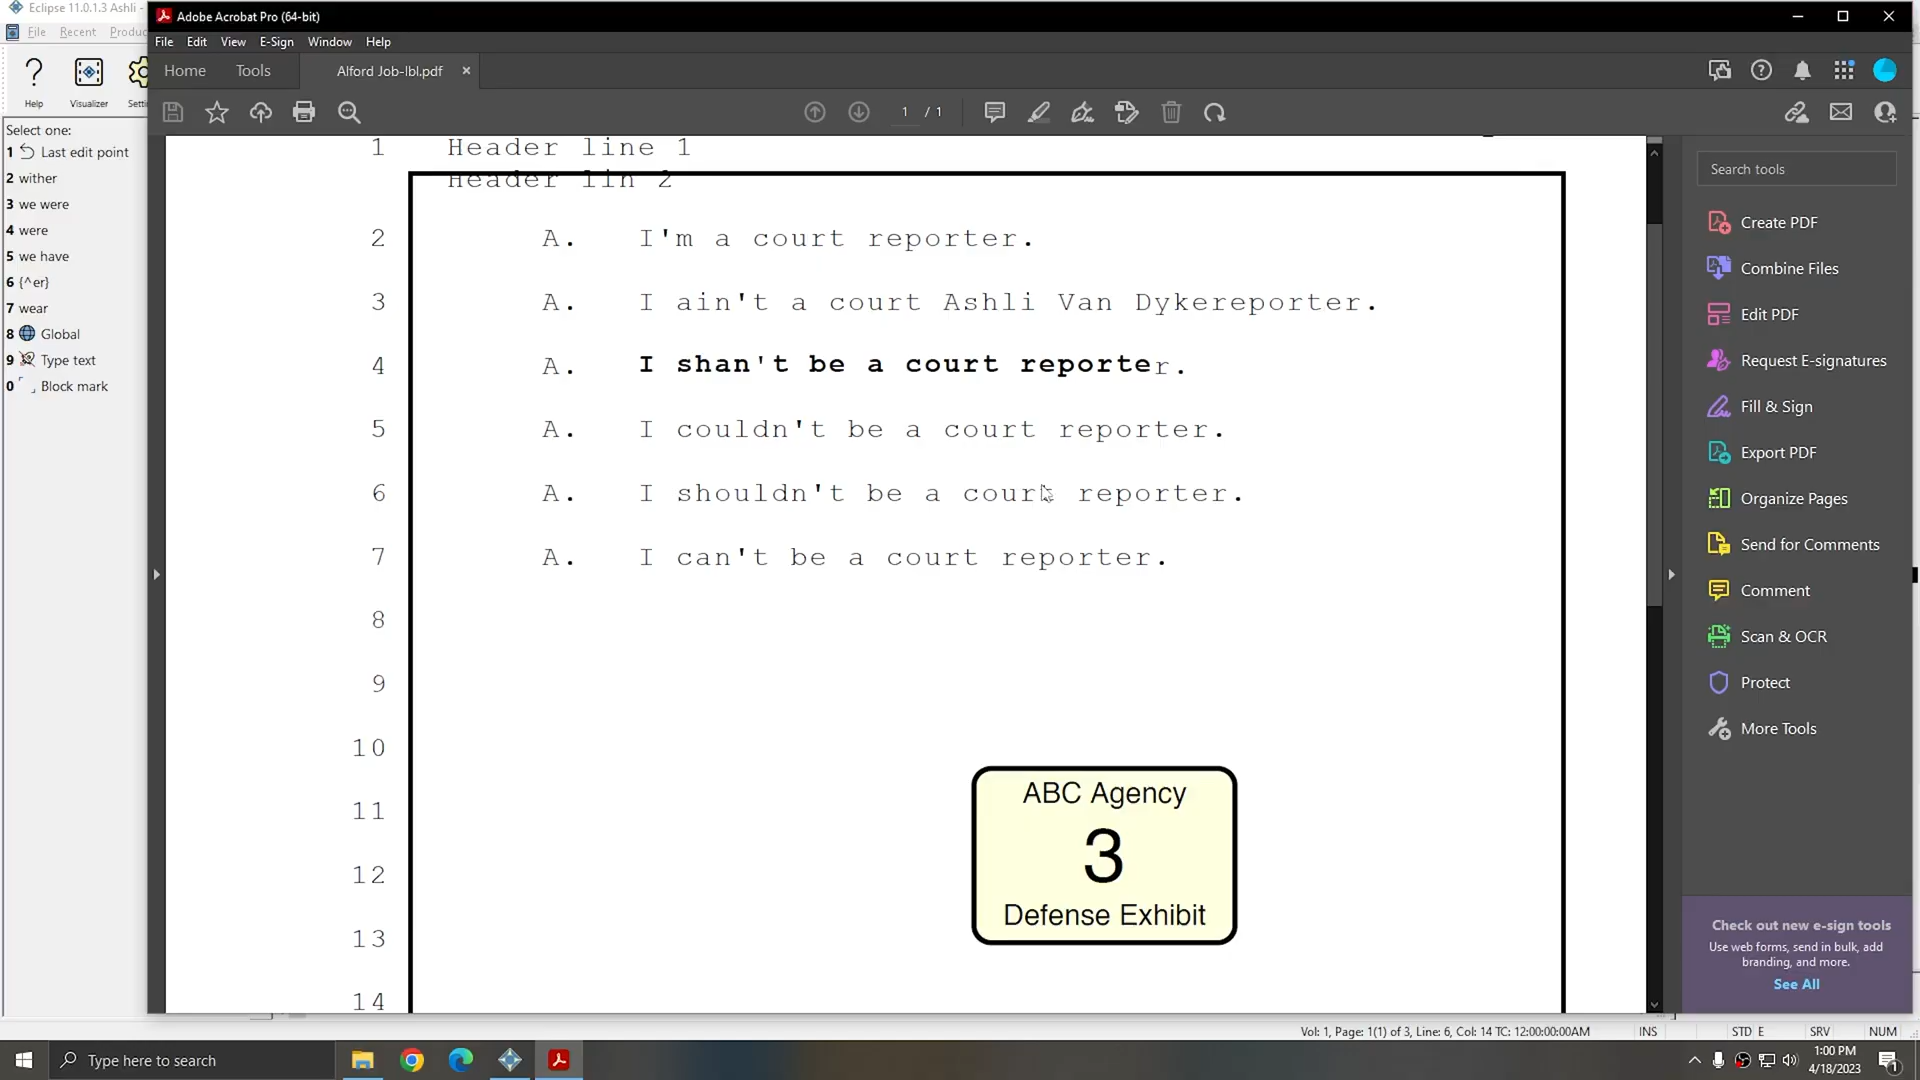 Eclipse 11.0.1.3 Ashli -
Adobe Acrobat Pro (64-bit)
File Recent Produc
File Edit View E-Sign Window Help
Home Tools Alford Job-lbl.pdf
Help Visualizer Setti
1 / 1
Select one:
1 Last edit point
2 wither
3 we were
4 were
5 we have
6 {^er}
7 wear
8 Global
9 Type text
0 Block mark
1 Header line 1
Header lin 2
2 A. I'm a court reporter.
3 A. I ain't a court Ashli Van Dykereporter.
4 A. I shan't be a court reporter.
5 A. I couldn't be a court reporter.
6 A. I shouldn't be a court reporter.
7 A. I can't be a court reporter.
8
9
10
11
12
13
14
ABC Agency
3
Defense Exhibit
Search tools
Create PDF
Combine Files
Edit PDF
Request E-signatures
Fill & Sign
Export PDF
Organize Pages
Send for Comments
Comment
Scan & OCR
Protect
More Tools
Check out new e-sign tools
Use web forms, send in bulk, add
branding, and more.
See All
Vol: 1, Page: 1(1) of 3, Line: 6, Col: 14 TC: 12:00:00:00AM INS STD E SRV NUM
Type here to search
1:00 PM
4/18/2023
1